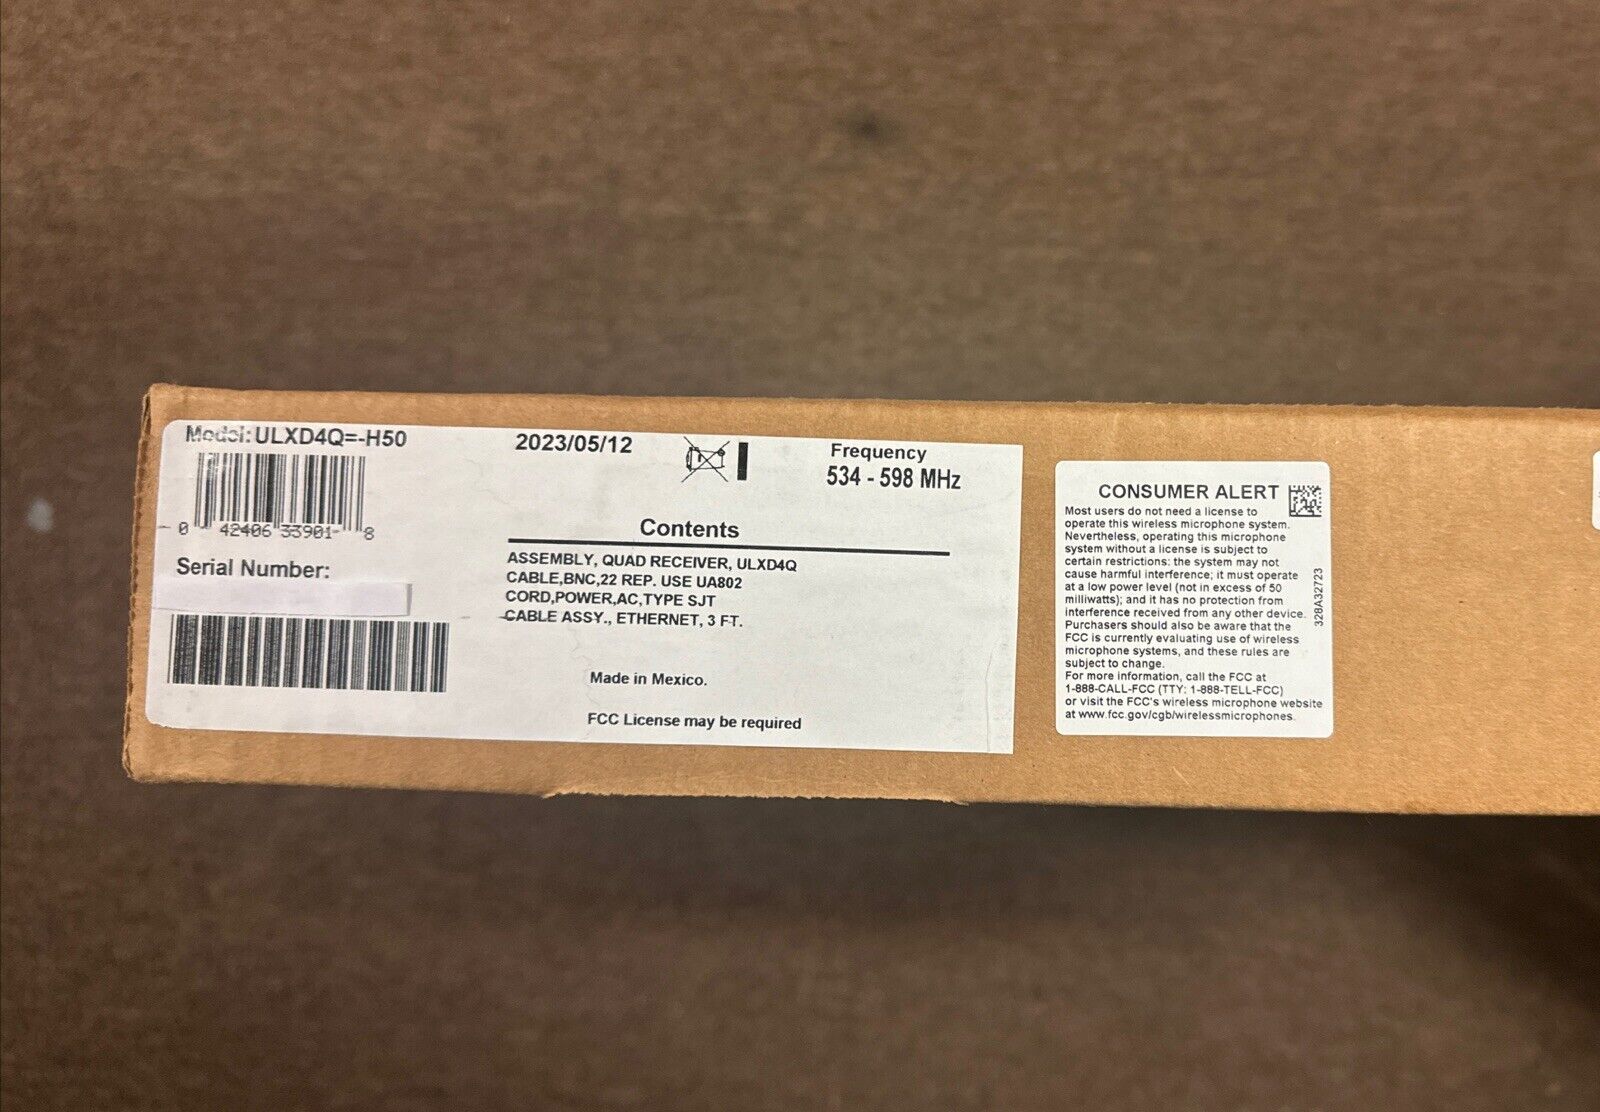 Model:ULXD4Q=-H50
0 42406 33901 8
Serial Number:
2023/05/12
Frequency
534 - 598 MHz
Contents
ASSEMBLY, QUAD RECEIVER, ULXD4Q
CABLE,BNC,22 REP. USE UA802
CORD,POWER,AC,TYPE SJT
CABLE ASSY., ETHERNET, 3 FT.
Made in Mexico.
FCC License may be required
CONSUMER ALERT
Most users do not need a license to
operate this wireless microphone system.
Nevertheless, operating this microphone
system without a license is subject to
certain restrictions: the system may not
cause harmful interference; it must operate
at a low power level (not in excess of 50
milliwatts); and it has no protection from
interference received from any other device.
Purchasers should also be aware that the
FCC is currently evaluating use of wireless
microphone systems, and these rules are
subject to change.
For more information, call the FCC at
1-888-CALL-FCC (TTY: 1-888-TELL-FCC)
or visit the FCC's wireless microphone website
at www.fcc.gov/cgb/wirelessmicrophones.
328A32723